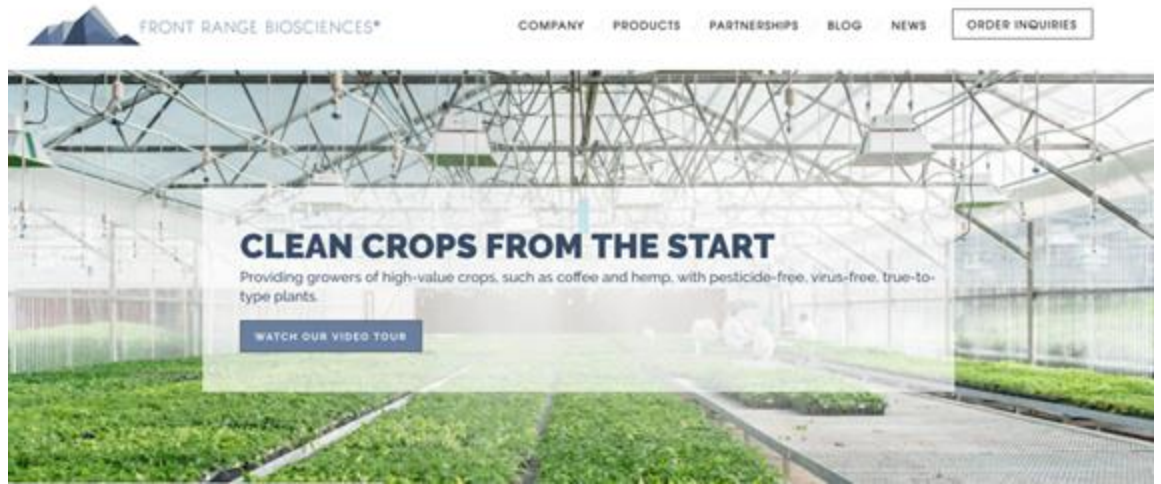 FRONT RANGE BIOSCIENCES®
COMPANY
PRODUCTS
PARTNERSHIPS
BLOG
NEWS
ORDER INQUIRIES
CLEAN CROPS FROM THE START
Providing growers of high-value crops, such as coffee and hemp, with pesticide-free, virus-free, true-to-
type plants.
WATCH OUR VIDEO TOUR